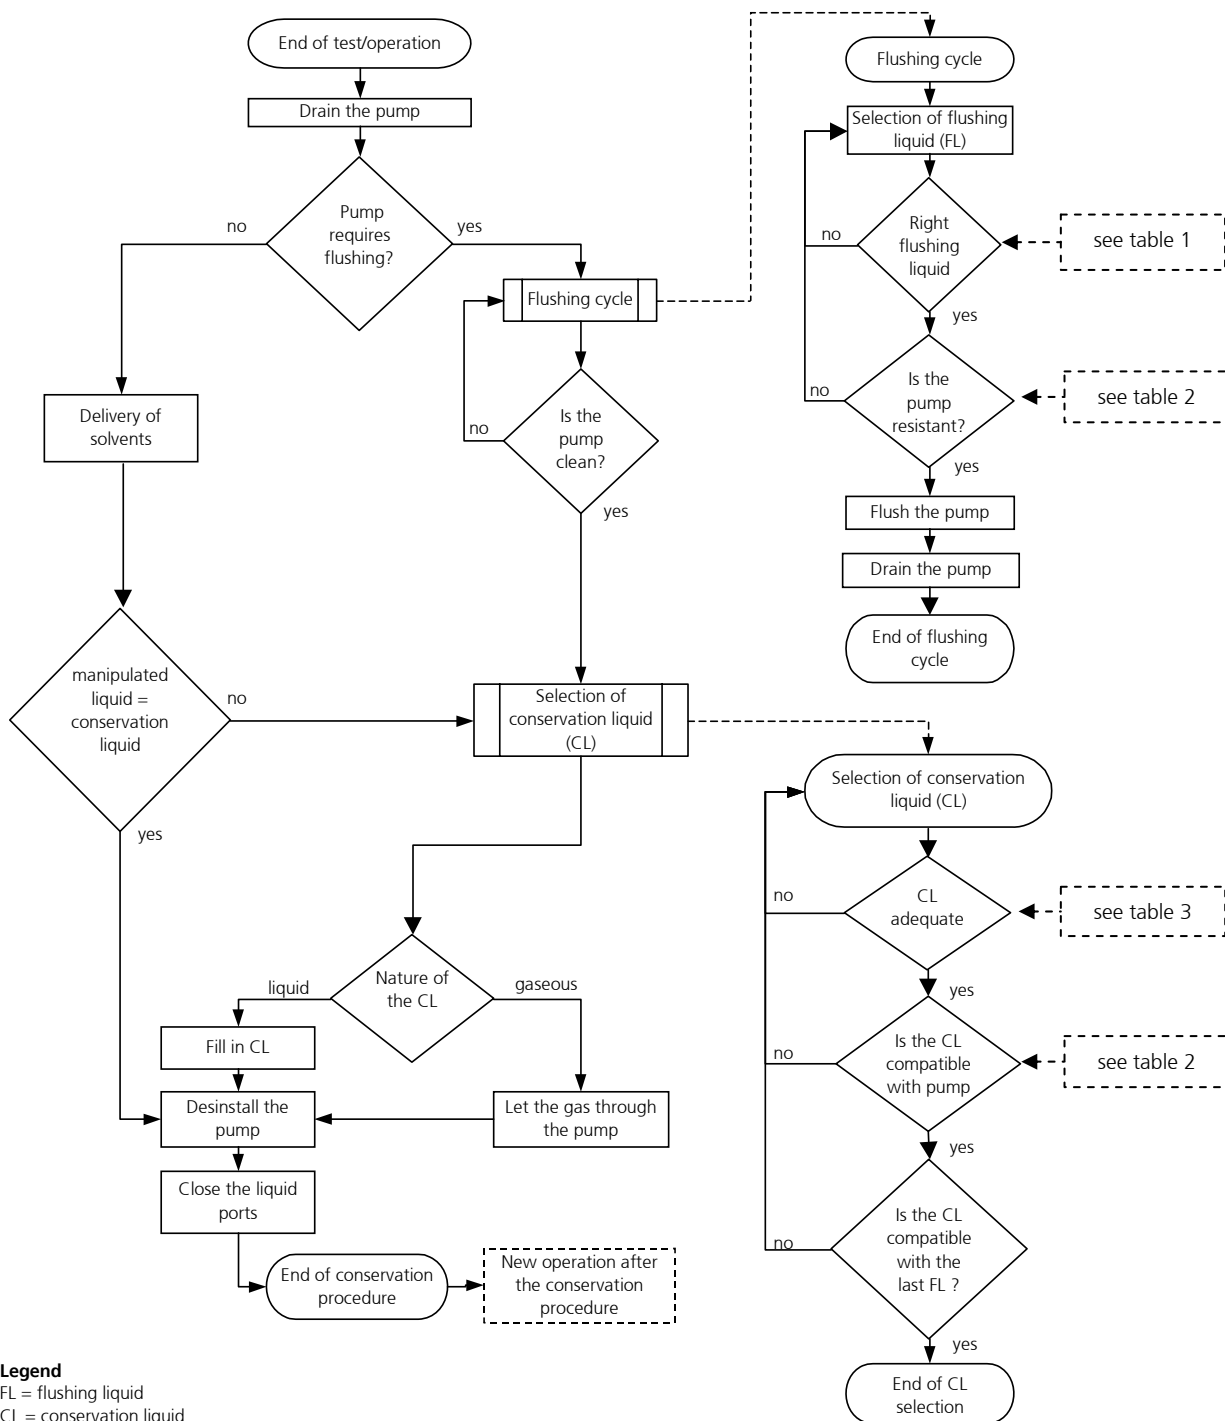 End of test/operation
Drain the pump
Pump
requires
flushing?
no
yes
Flushing cycle
Delivery of
solvents
Is the
pump
clean?
no
yes
manipulated
liquid =
conservation
liquid
no
yes
Selection of
conservation liquid
(CL)
Nature of
the CL
liquid
gaseous
Fill in CL
Desinstall the
pump
Let the gas through
the pump
Close the liquid
ports
End of conservation
procedure
New operation after
the conservation
procedure
Flushing cycle
Selection of flushing
liquid (FL)
Right
flushing
liquid
no
see table 1
yes
Is the
pump
resistant?
no
see table 2
yes
Flush the pump
Drain the pump
End of flushing
cycle
Selection of conservation
liquid (CL)
CL
adequate
no
see table 3
yes
Is the CL
compatible
with pump
no
see table 2
yes
Is the CL
compatible
with the
last FL ?
no
yes
End of CL
selection
Legend
FL = flushing liquid
CL = conservation liquid